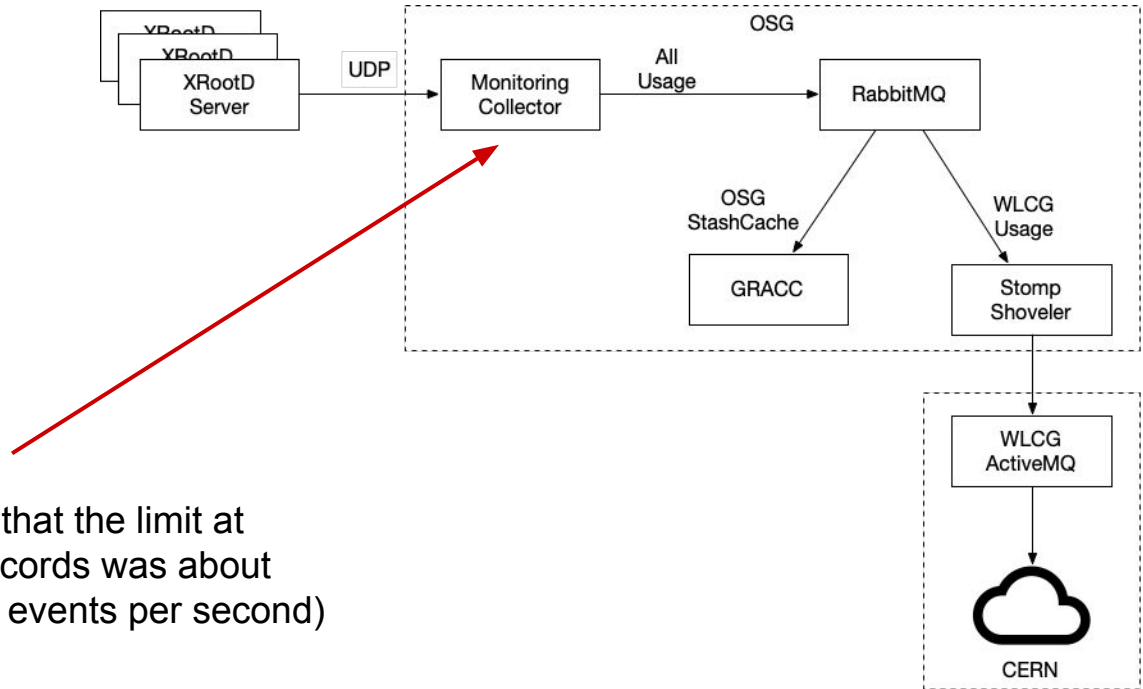 OSG
XRootD
XRootD
XRootD
Server
UDP
Monitoring
Collector
All
Usage
RabbitMQ
OSG
StashCache
WLCG
Usage
GRACC
Stomp
Shoveler
WLCG
ActiveMQ
CERN
that the limit at
cords was about
events per second)